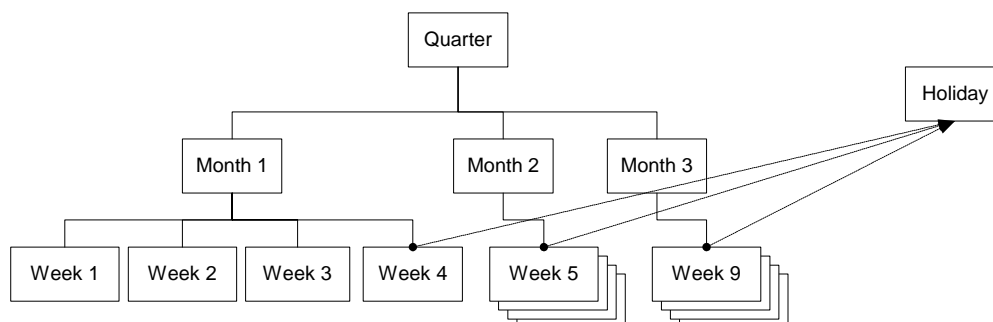 Quarter
Holiday
Month 1
Month 2
Month 3
Week 1
Week 2
Week 3
Week 4
Week 5
Week 9